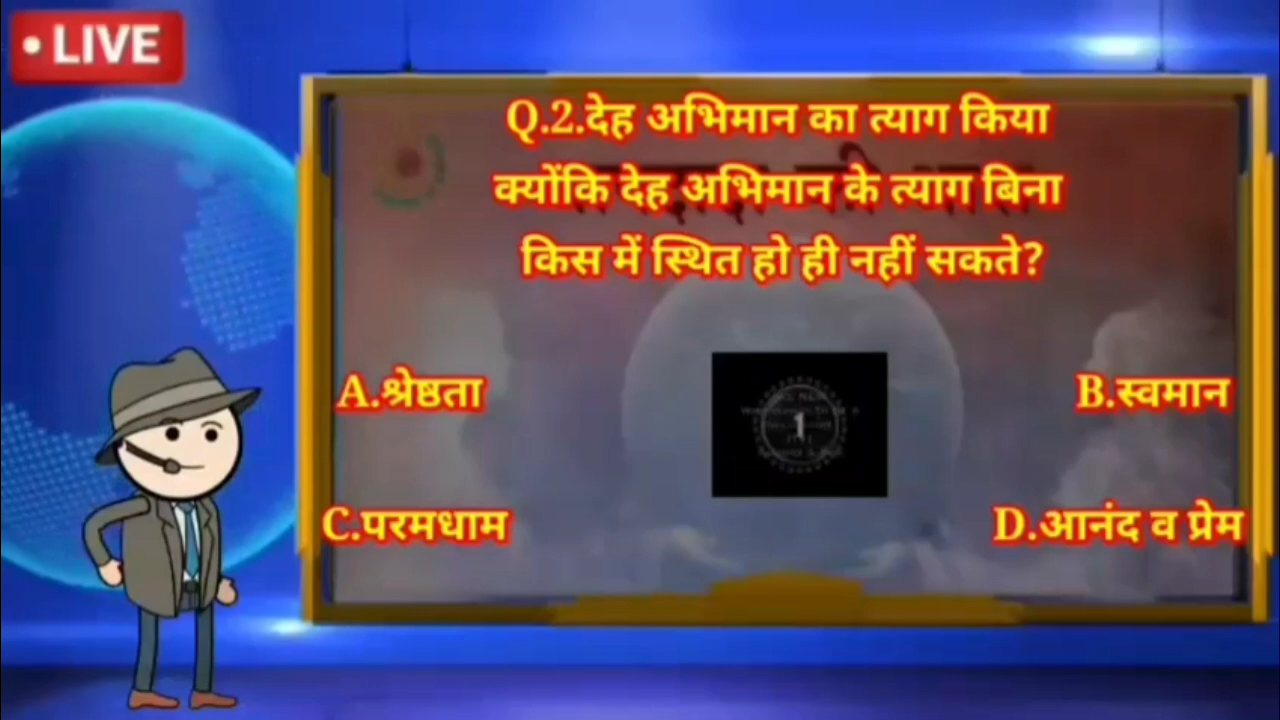 LIVE
Q.2.देह अभिमान का त्याग किया
क्योंकि देह अभिमान के त्याग बिना
किस में स्थित हो ही नहीं सकते?
A.श्रेष्ठता
B.स्वमान
1
C.परमधाम
D.आनंद व प्रेम